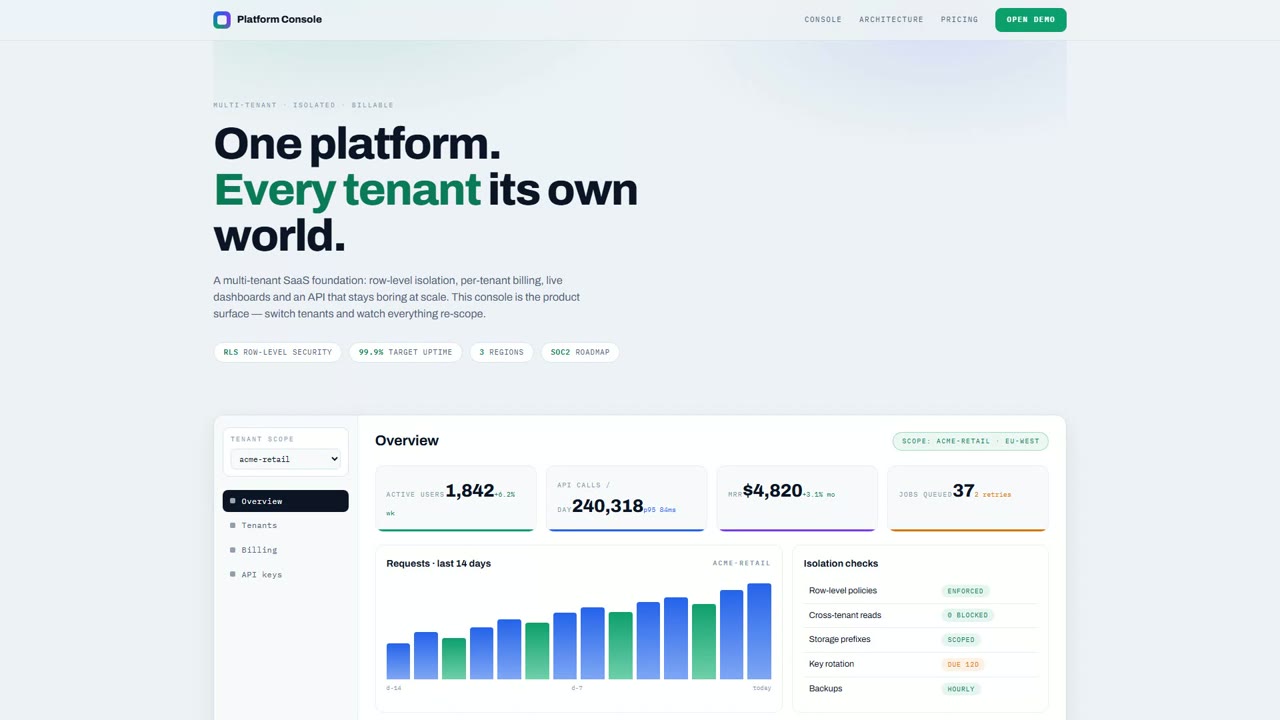 Platform Console
CONSOLE
ARCHITECTURE
PRICING
OPEN DEMO
MULTI-TENANT · ISOLATED · BILLABLE
One platform.
Every tenant its own
world.
A multi-tenant SaaS foundation: row-level isolation, per-tenant billing, live
dashboards and an API that stays boring at scale. This console is the product
surface — switch tenants and watch everything re-scope.
RLS ROW-LEVEL SECURITY
99.9% TARGET UPTIME
3 REGIONS
SOC2 ROADMAP
TENANT SCOPE
acme-retail
Overview
Tenants
Billing
API keys
Overview
SCOPE: ACME-RETAIL · EU-WEST
ACTIVE USERS 1,842 +6.2%
wk
API CALLS /
DAY 240,318 p95 84ms
MRR $4,820 +3.1% mo
JOBS QUEUED 37 2 retries
Requests · last 14 days
ACME-RETAIL
d-14
d-7
today
Isolation checks
Row-level policies ENFORCED
Cross-tenant reads 0 BLOCKED
Storage prefixes SCOPED
Key rotation DUE 12D
Backups HOURLY